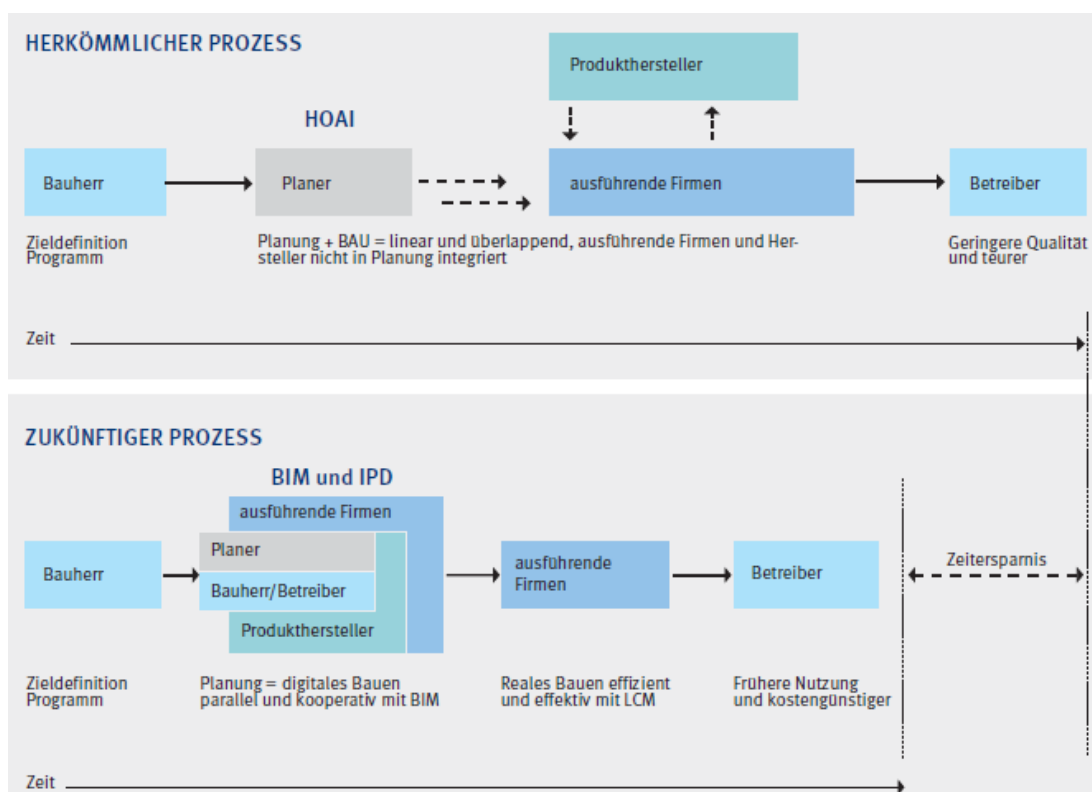 HERKÖMMLICHER PROZESS
Produkthersteller
HOAI
Bauherr
Planer
ausführende Firmen
Betreiber
Zieldefinition
Programm
Planung + BAU = linear und überlappend, ausführende Firmen und Her-
steller nicht in Planung integriert
Geringere Qualität
und teurer
Zeit
ZUKÜNFTIGER PROZESS
BIM und IPD
ausführende Firmen
Planer
Bauherr
Bauherr/Betreiber
Produkthersteller
ausführende
Firmen
Betreiber
Zeitersparnis
Zieldefinition
Programm
Planung = digitales Bauen
parallel und kooperativ mit BIM
Reales Bauen effizient
und effektiv mit LCM
Frühere Nutzung
und kostengünstiger
Zeit